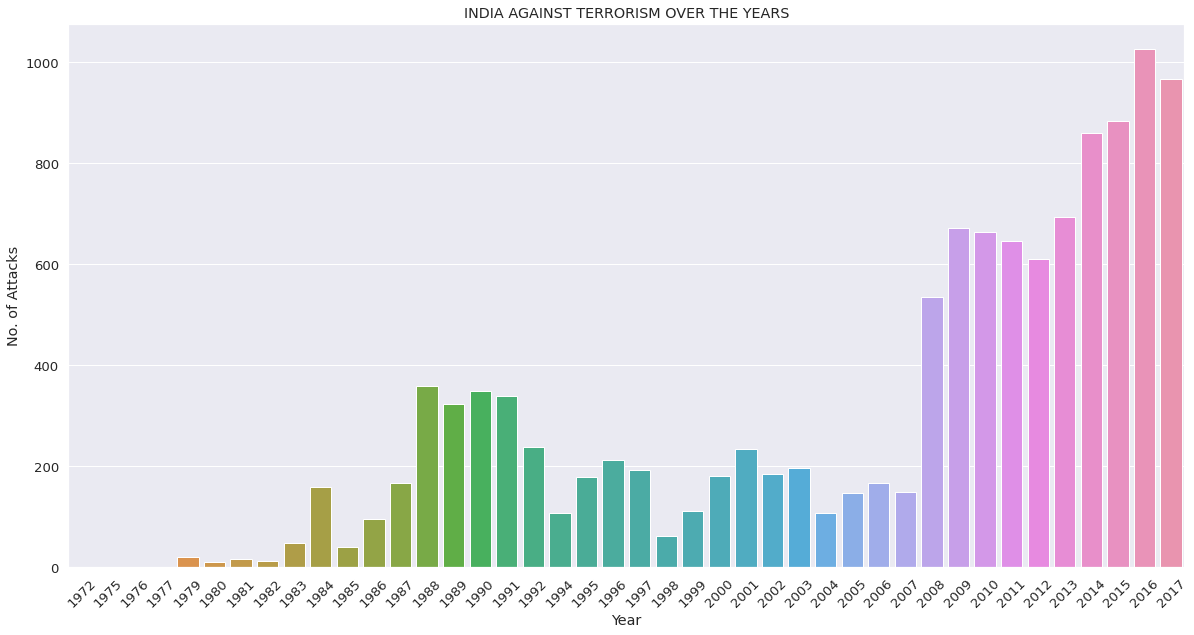 INDIA AGAINST TERRORISM OVER THE YEARS
No. of Attacks
1000
800
600
400
200
0
1972 1975 1976 1977 1979 1980 1981 1982 1983 1984 1985 1986 1987 1988 1989 1990 1991 1992 1994 1995 1996 1997 1998 1999 2000 2001 2002 2003 2004 2005 2006 2007 2008 2009 2010 2011 2012 2013 2014 2015 2016 2017
Year